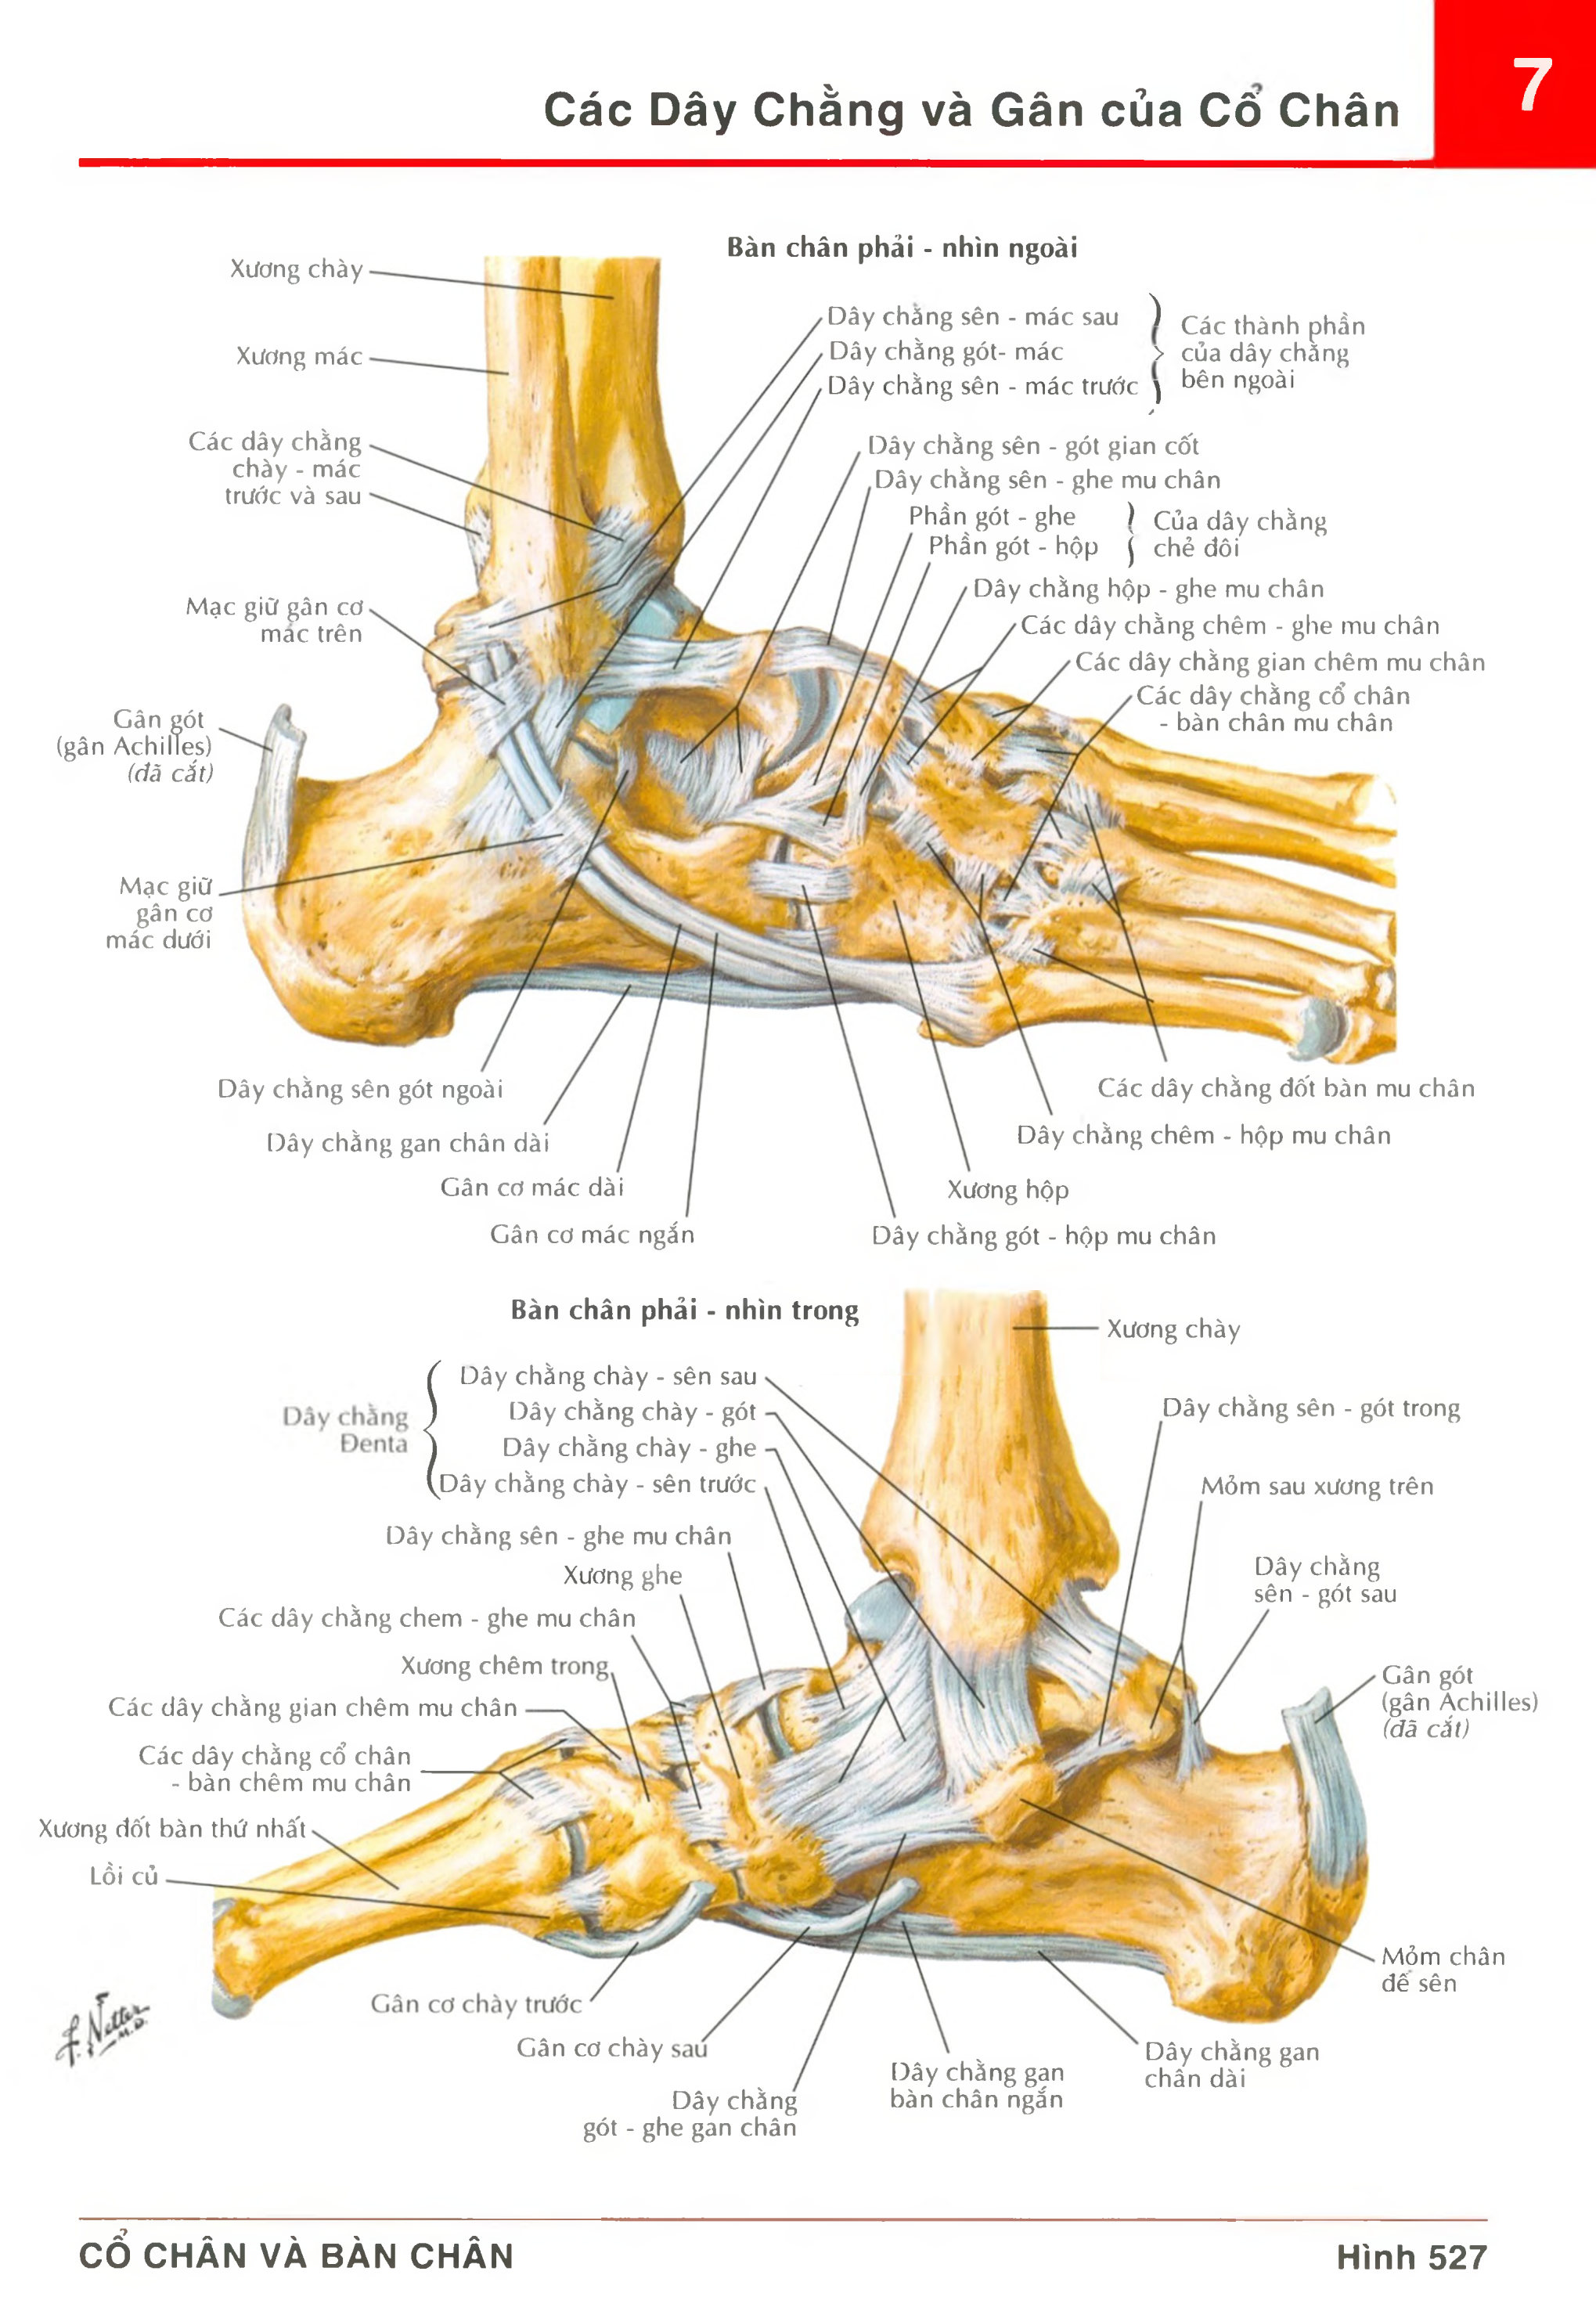 7
Các Dây Chằng và Gân của Cổ Chân
Bàn chân phải - nhìn ngoài
Xương chày
Xương mác
Các dây chằng
chày - mác
trước và sau
Mạc giữ gân cơ
mác trên
Gân gót
(gân Achilles)
(đã cắt)
Mạc giữ
gân cơ
mác dưới
Dây chằng sên - mác sau
Dây chằng gót- mác
Dây chằng sên - mác trước
Các thành phần
của dây chằng
bên ngoài
Dây chằng sên - gót gian cốt
Dây chằng sên - ghe mu chân
Phần gót - ghe
Phần gót - hộp
Của dây chằng
chẻ đôi
Dây chằng hộp - ghe mu chân
Các dây chằng chêm - ghe mu chân
Các dây chằng gian chêm mu chân
Các dây chằng cổ chân
- bàn chân mu chân
Dây chằng sên gót ngoài
Dây chằng gan chân dài
Gân cơ mác dài
Gân cơ mác ngắn
Các dây chằng đốt bàn mu chân
Dây chằng chêm - hộp mu chân
Xương hộp
Dây chằng gót - hộp mu chân
Bàn chân phải - nhìn trong
Dây chằng
Denta
Dây chằng chày - sên sau
Dây chằng chày - gót
Dây chằng chày - ghe
Dây chằng chày - sên trước
Dây chằng sên - ghe mu chân
Xương ghe
Các dây chằng chem - ghe mu chân
Xương chêm trong
Các dây chằng gian chêm mu chân
Các dây chằng cổ chân
- bàn chêm mu chân
Xương đốt bàn thứ nhất
Lồi củ
Xương chày
Dây chằng sên - gót trong
Mỏm sau xương trên
Dây chằng
sên - gót sau
Gân gót
(gân Achilles)
(đã cắt)
Mỏm chân
đế sên
Gân cơ chày trước
Gân cơ chày sau
Dây chằng
gót - ghe gan chân
Dây chằng gan
bàn chân ngắn
Dây chằng gan
chân dài
F. Netter
M.D.
CỔ CHÂN VÀ BÀN CHÂN
Hình 527